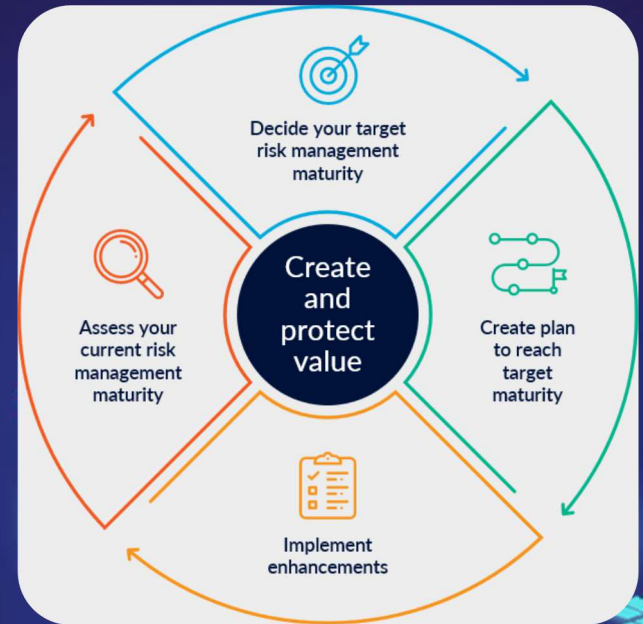 Decide your target
risk management
maturity
Create
and
protect
value
Assess your
current risk
management
maturity
Create plan
to reach
target
maturity
Implement
enhancements